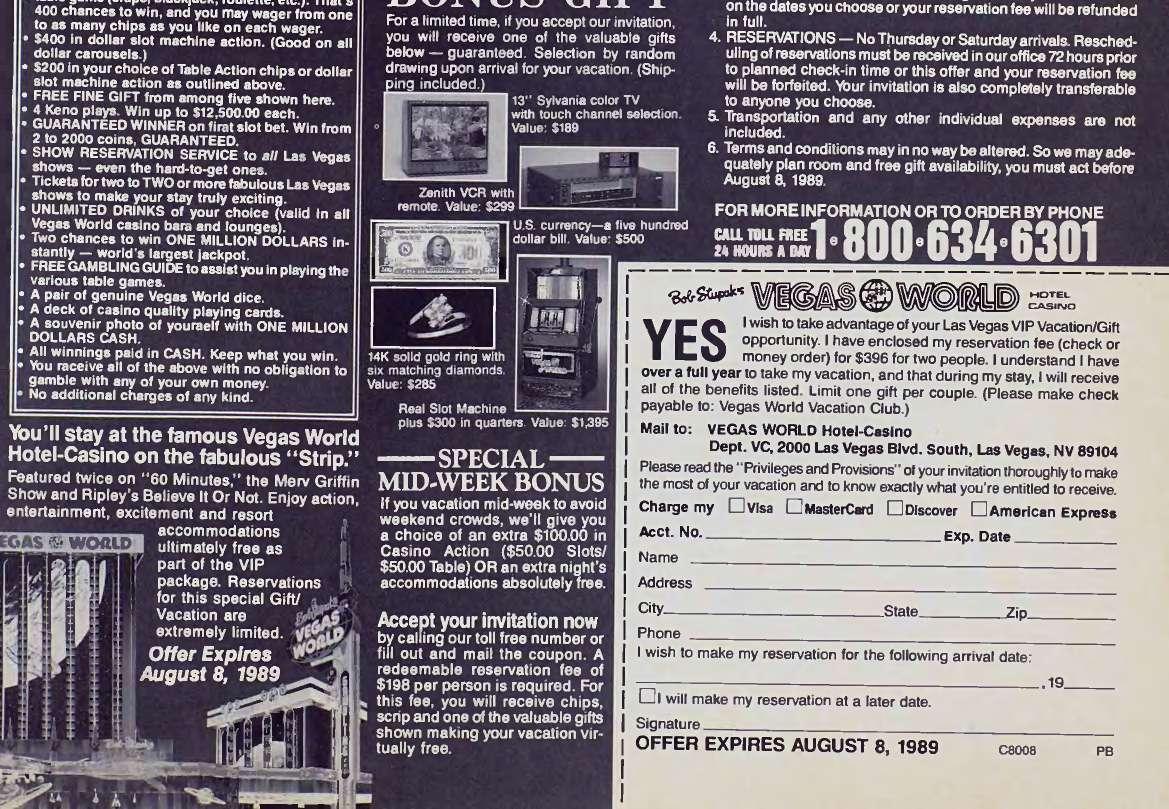 400 chances to win, and you may wager from one
to as many chips as you like on each wager.
• $400 in dollar slot machine action. (Good on all
dollar carousels.)
• $200 in your choice of Table Action chips or dollar
slot machine action as outlined above.
• FREE FINE GIFT from among five shown here.
• 4 Keno plays. Win up to $12,500.00 each.
• GUARANTEED WINNER on first slot bet. Win from
2 to 2000 coins, GUARANTEED.
• SHOW RESERVATION SERVICE to all Las Vegas
shows — even the hard-to-get ones.
• Tickets for two to TWO or more fabulous Las Vegas
shows to make your stay truly exciting.
• UNLIMITED DRINKS of your choice (valid in all
Vegas World casino bars and lounges).
• Two chances to win ONE MILLION DOLLARS in-
stantly — world's largest jackpot.
• FREE GAMBLING GUIDE to assist you in playing the
various table games.
• A pair of genuine Vegas World dice.
• A deck of casino quality playing cards.
• A souvenir photo of yourself with ONE MILLION
DOLLARS CASH.
• All winnings paid in CASH. Keep what you win.
• You receive all of the above with no obligation to
gamble with any of your own money.
• No additional charges of any kind.
You'll stay at the famous Vegas World
Hotel-Casino on the fabulous "Strip."
Featured twice on "60 Minutes," the Merv Griffin
Show and Ripley's Believe It Or Not. Enjoy action,
entertainment, excitement and resort
accommodations
ultimately free as
part of the VIP
package. Reservations
for this special Gift/
Vacation are
extremely limited.
Offer Expires
August 8, 1989
VEGAS WORLD
VEGAS
WORLD
BONUS GIFT
For a limited time, if you accept our invitation,
you will receive one of the valuable gifts
below — guaranteed. Selection by random
drawing upon arrival for your vacation. (Ship-
ping included.)
13" Sylvania color TV
with touch channel selection.
Value: $189
Zenith VCR with
remote. Value: $299
U.S. currency—a five hundred
dollar bill. Value: $500
14K solid gold ring with
six matching diamonds.
Value: $285
Real Slot Machine
plus $300 in quarters. Value: $1,395
SPECIAL
MID-WEEK BONUS
If you vacation mid-week to avoid
weekend crowds, we'll give you
a choice of an extra $100.00 in
Casino Action ($50.00 Slots/
$50.00 Table) OR an extra night's
accommodations absolutely free.
Accept your invitation now
by calling our toll free number or
fill out and mail the coupon. A
redeemable reservation fee of
$198 per person is required. For
this fee, you will receive chips,
scrip and one of the valuable gifts
shown making your vacation vir-
tually free.
on the dates you choose or your reservation fee will be refunded
in full.
4. RESERVATIONS — No Thursday or Saturday arrivals. Resched-
uling of reservations must be received in our office 72 hours prior
to planned check-in time or this offer and your reservation fee
will be forfeited. Your invitation is also completely transferable
to anyone you choose.
5. Transportation and any other individual expenses are not
included.
6. Terms and conditions may in no way be altered. So we may ade-
quately plan room and free gift availability, you must act before
August 8, 1989.
FOR MORE INFORMATION OR TO ORDER BY PHONE
CALL TOLL FREE
24 HOURS A DAY 1•800•634•6301
Bob Stupak's VEGAS WORLD HOTEL CASINO
YES I wish to take advantage of your Las Vegas VIP Vacation/Gift
opportunity. I have enclosed my reservation fee (check or
money order) for $396 for two people. I understand I have
over a full year to take my vacation, and that during my stay, I will receive
all of the benefits listed. Limit one gift per couple. (Please make check
payable to: Vegas World Vacation Club.)
Mail to: VEGAS WORLD Hotel-Casino
Dept. VC, 2000 Las Vegas Blvd. South, Las Vegas, NV 89104
Please read the "Privileges and Provisions" of your invitation thoroughly to make
the most of your vacation and to know exactly what you're entitled to receive.
Charge my Visa MasterCard Discover American Express
Acct. No. Exp. Date
Name
Address
City State Zip
Phone
I wish to make my reservation for the following arrival date:
, 19
I will make my reservation at a later date.
Signature
OFFER EXPIRES AUGUST 8, 1989 C8008 PB